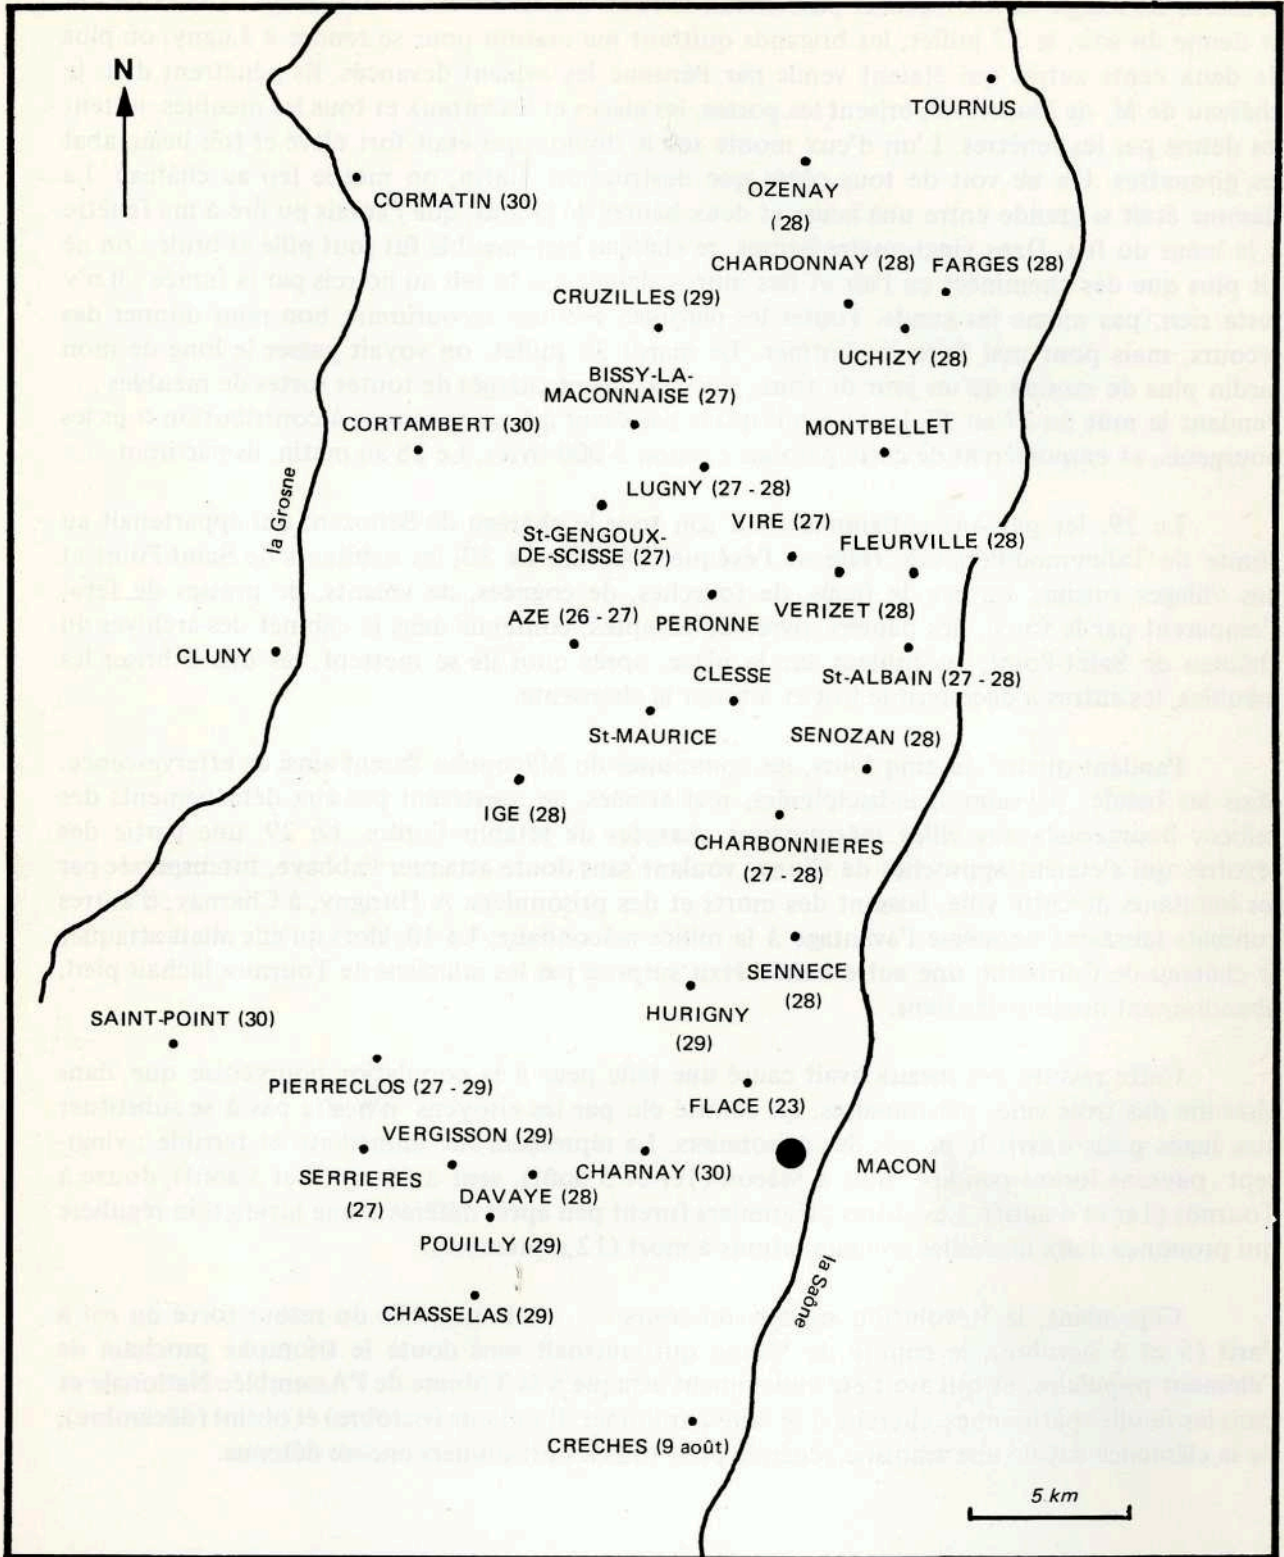 N
TOURNUS
OZENAY
(28)
CORMATIN (30)
CHARDONNAY (28)
FARGES (28)
CRUZILLES (29)
UCHIZY (28)
BISSY-LA-
MACONNAISE (27)
CORTAMBERT (30)
MONTBELLET
la Grosne
LUGNY (27 - 28)
VIRE (27)
St-GENGOUX-
DE-SCISSE (27)
FLEURVILLE (28)
AZE (26 - 27)
PERONNE
VERIZET (28)
CLUNY
CLESSE
St-ALBAIN (27 - 28)
St-MAURICE
SENOZAN (28)
IGE (28)
CHARBONNIERES
(27 - 28)
SENNECE
(28)
SAINT-POINT (30)
HURIGNY
(29)
PIERRECLOS (27 - 29)
FLACE (23)
VERGISSON (29)
SERRIERES
(27)
CHARNAY (30)
MACON
DAVAYE (28)
POUILLY (29)
la Saône
CHASSELAS (29)
CRECHES (9 août)
5 km